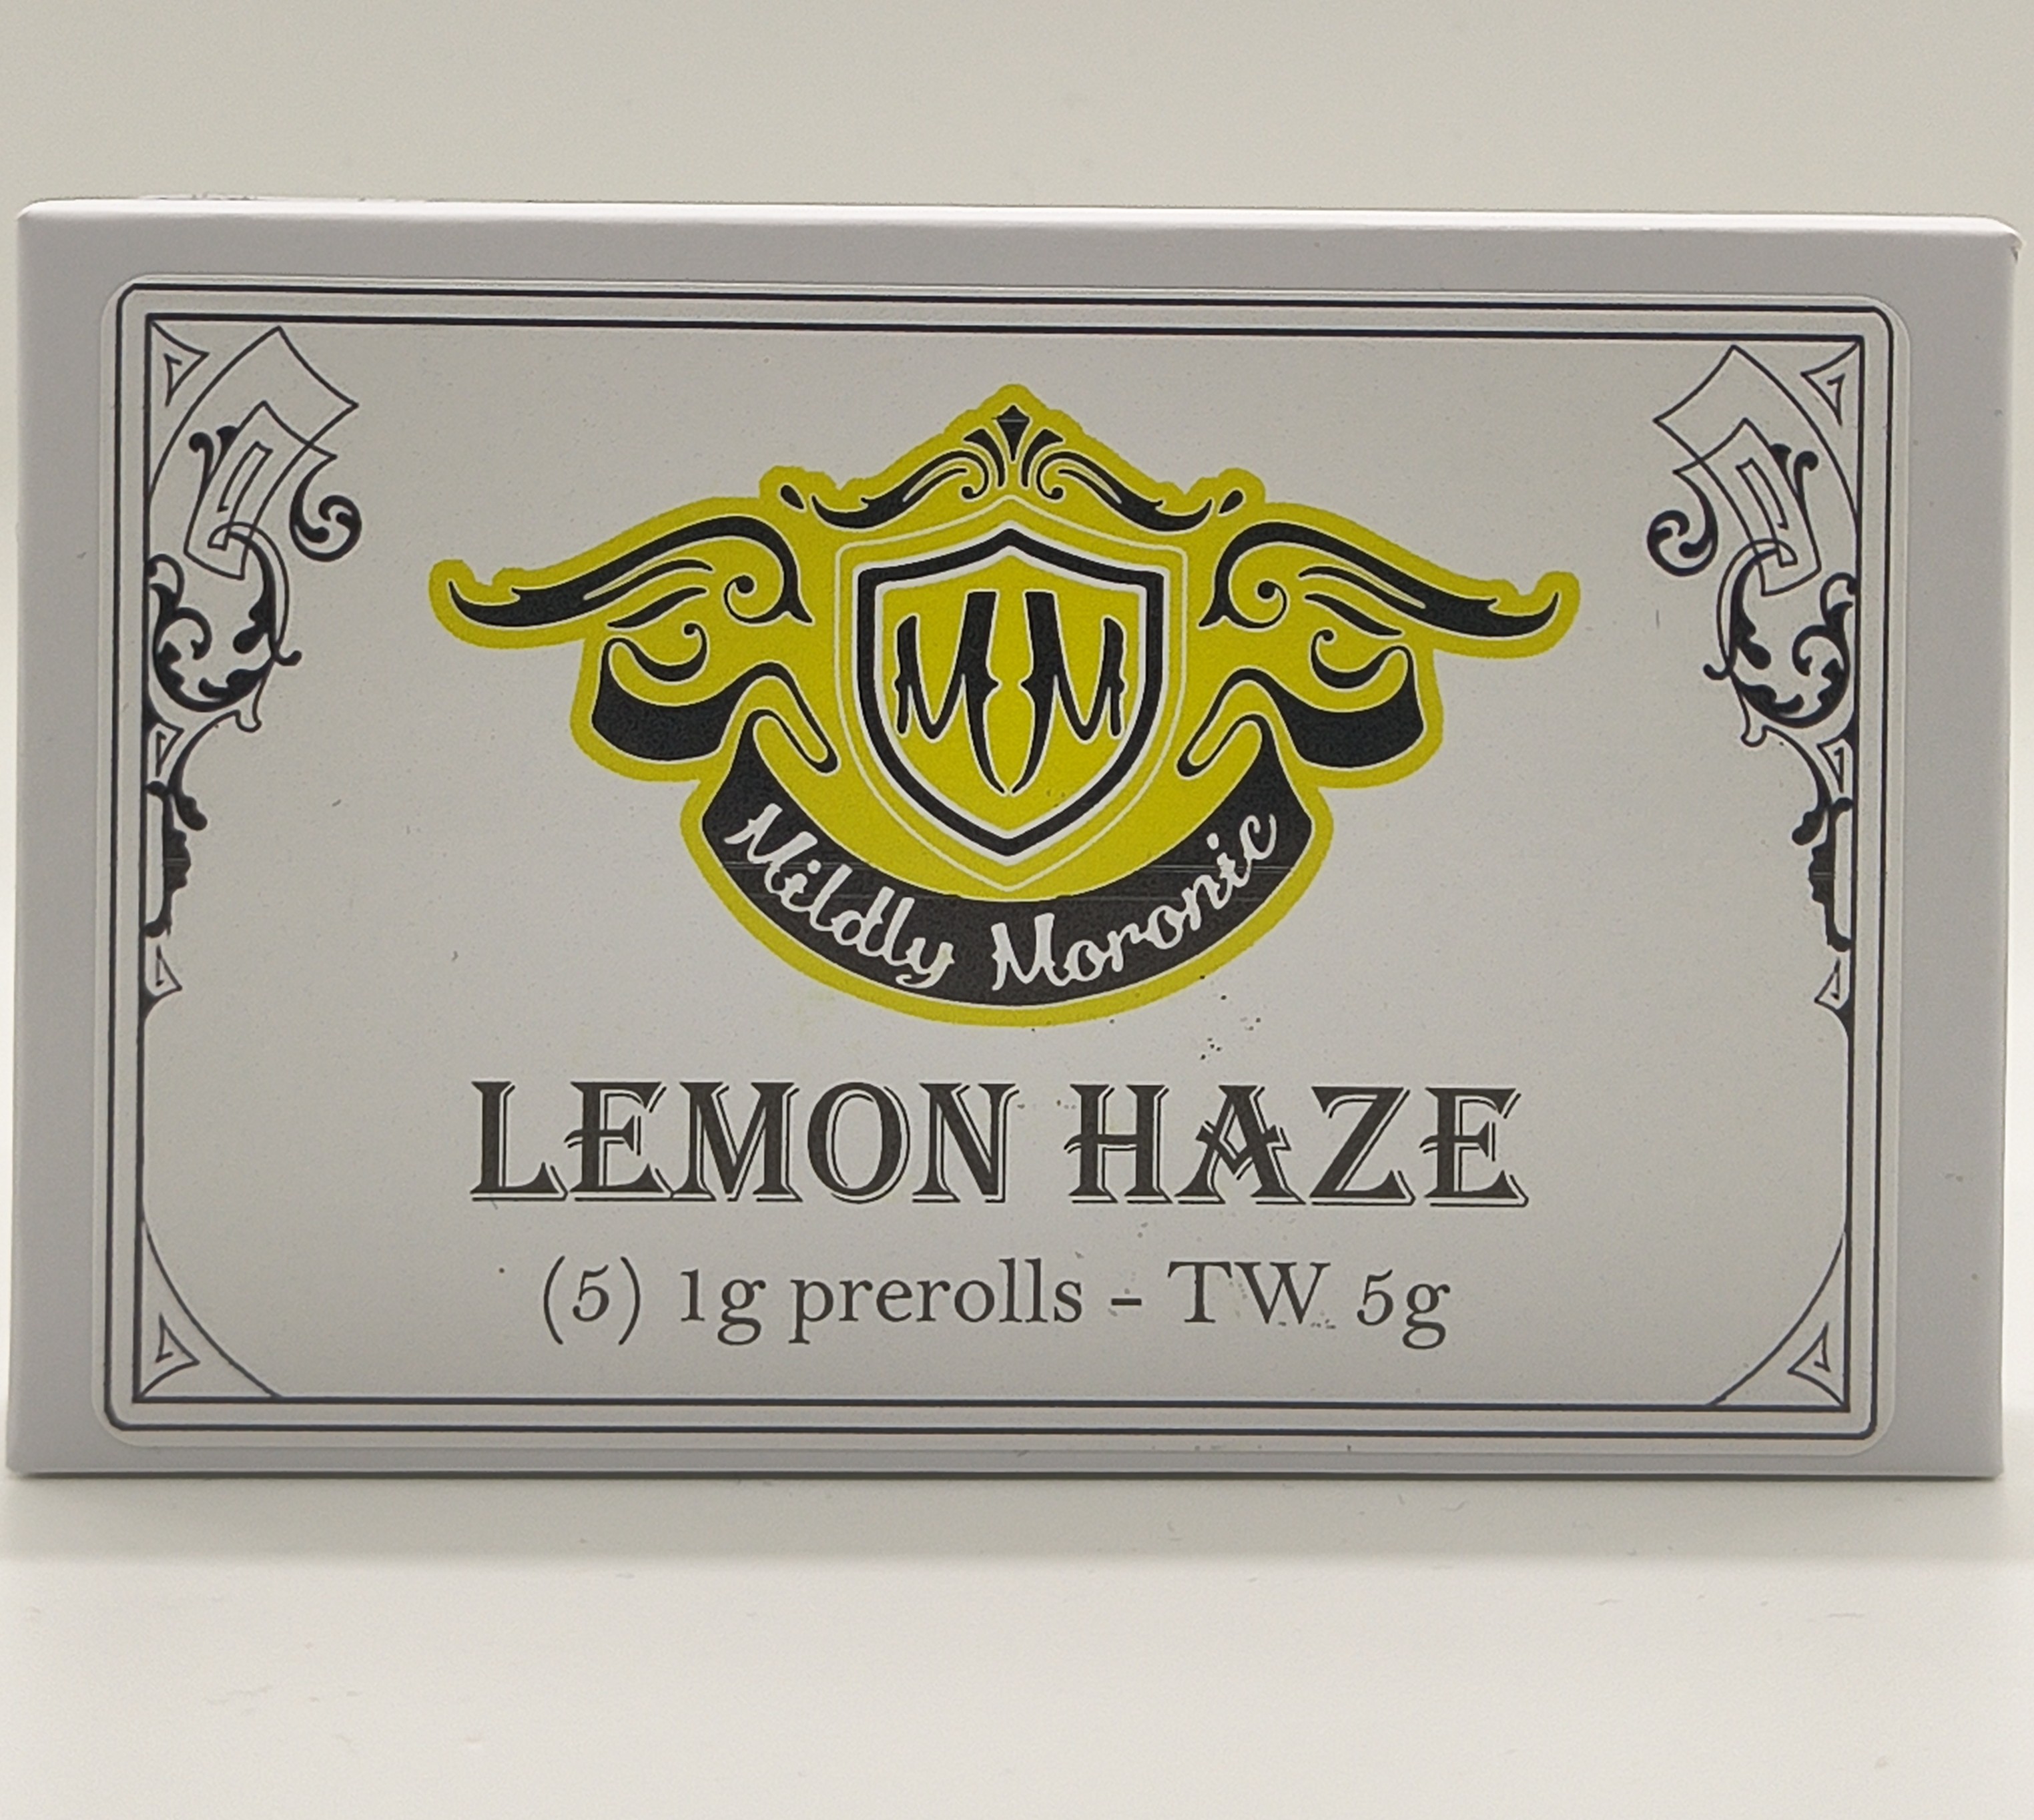 MM
Mildly Moronic
LEMON HAZE
(5) 1g prerolls - TW 5g